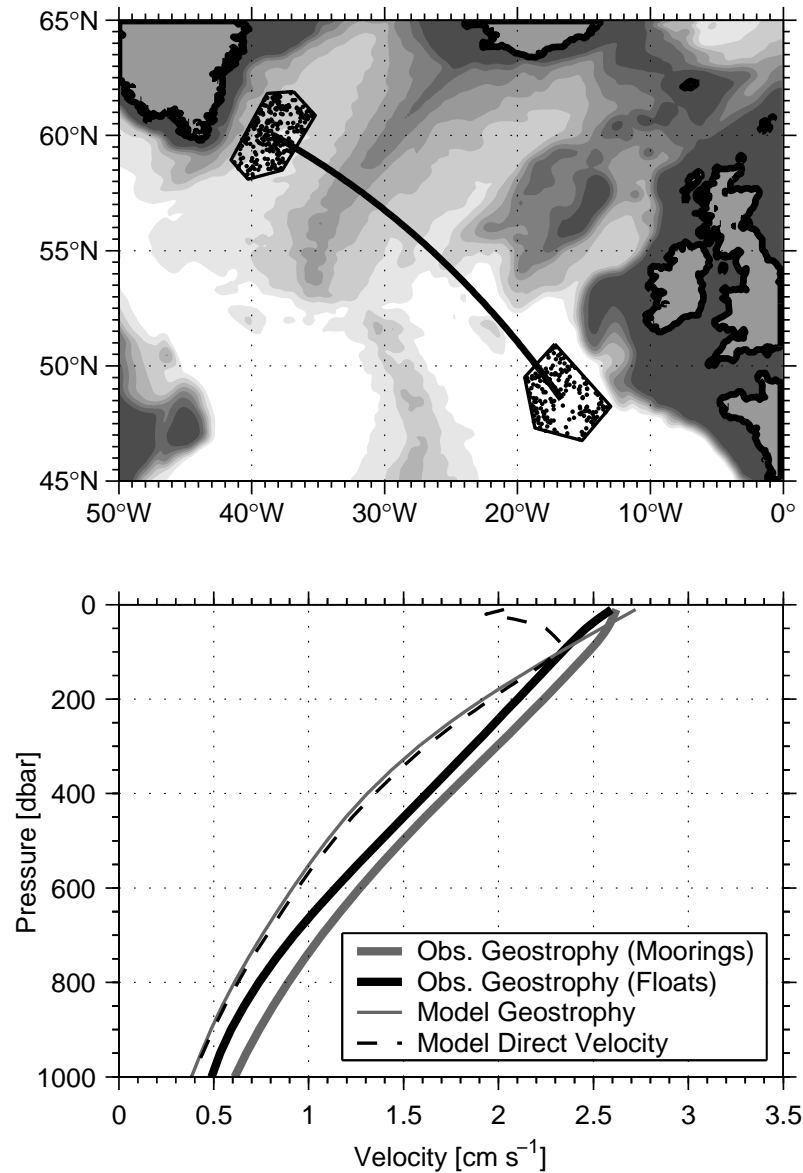 65°N
60°N
55°N
50°N
45°N
50°W 40°W 30°W 20°W 10°W 0°
0
200
400
600
800
1000
Pressure [dbar]
Obs. Geostrophy (Moorings)
Obs. Geostrophy (Floats)
Model Geostrophy
Model Direct Velocity
0 0.5 1 1.5 2 2.5 3 3.5
Velocity [cm s⁻¹]